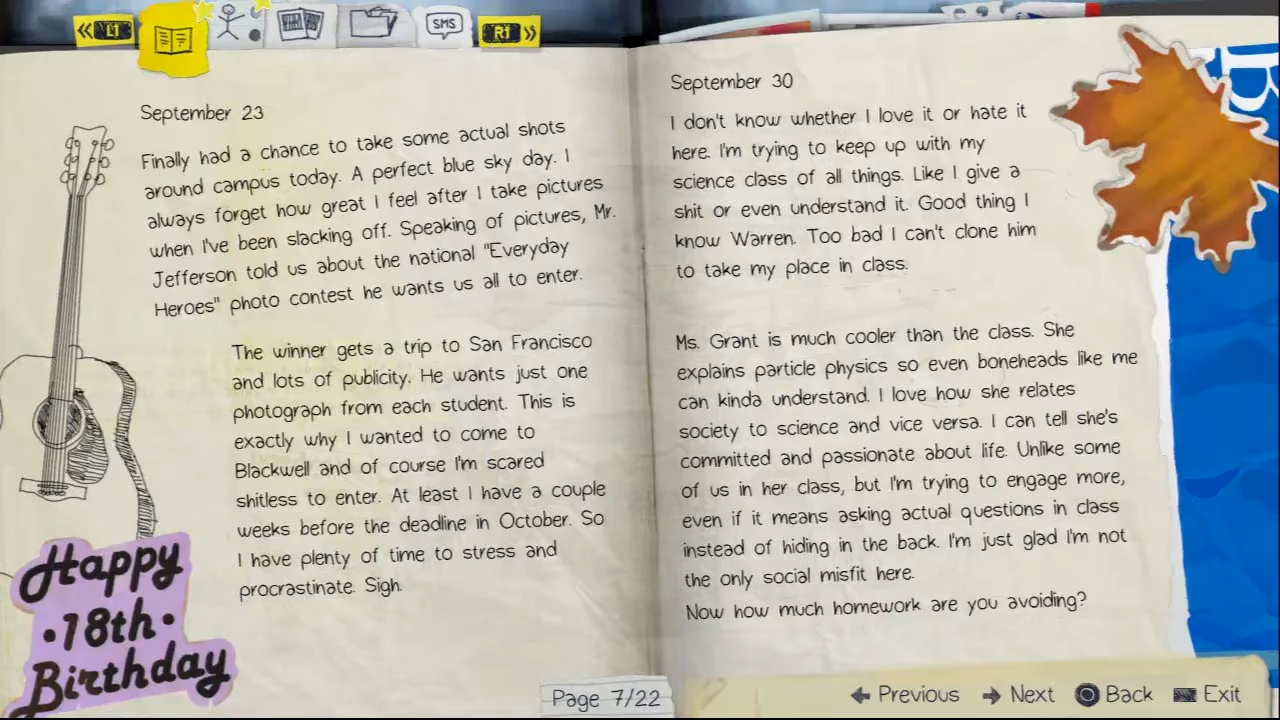 L1
SMS
R1
September 23
Finally had a chance to take some actual shots
around campus today. A perfect blue sky day. I
always forget how great I feel after I take pictures
when I've been slacking off. Speaking of pictures, Mr.
Jefferson told us about the national "Everyday
Heroes" photo contest he wants us all to enter.
The winner gets a trip to San Francisco
and lots of publicity. He wants just one
photograph from each student. This is
exactly why I wanted to come to
Blackwell and of course I'm scared
shitless to enter. At least I have a couple
weeks before the deadline in October. So
I have plenty of time to stress and
procrastinate. Sigh.
Happy
18th
Birthday
September 30
I don't know whether I love it or hate it
here. I'm trying to keep up with my
science class of all things. Like I give a
shit or even understand it. Good thing I
know Warren. Too bad I can't clone him
to take my place in class.
Ms. Grant is much cooler than the class. She
explains particle physics so even boneheads like me
can kinda understand. I love how she relates
society to science and vice versa. I can tell she's
committed and passionate about life. Unlike some
of us in her class, but I'm trying to engage more,
even if it means asking actual questions in class
instead of hiding in the back. I'm just glad I'm not
the only social misfit here.
Now how much homework are you avoiding?
Page 7/22
Previous
Next
Back
Exit